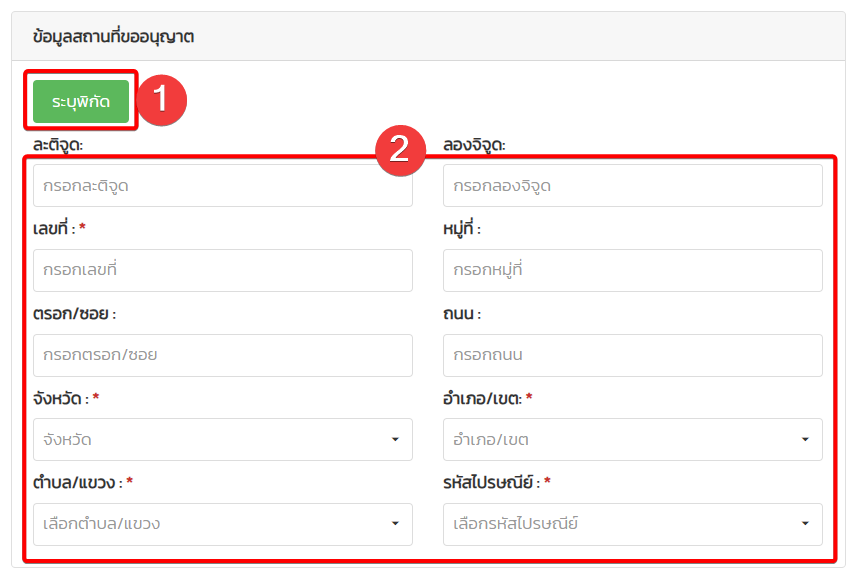 ข้อมูลสถานที่ขออนุญาต
ระบุพิกัด 1
2
ละติจูด: ลองจิจูด:
กรอกละติจูด กรอกลองจิจูด
เลขที่ : * หมู่ที่ :
กรอกเลขที่ กรอกหมู่ที่
ตรอก/ซอย : ถนน :
กรอกตรอก/ซอย กรอกถนน
จังหวัด : * อำเภอ/เขต: *
จังหวัด อำเภอ/เขต
ตำบล/แขวง : * รหัสไปรษณีย์ : *
เลือกตำบล/แขวง เลือกรหัสไปรษณีย์